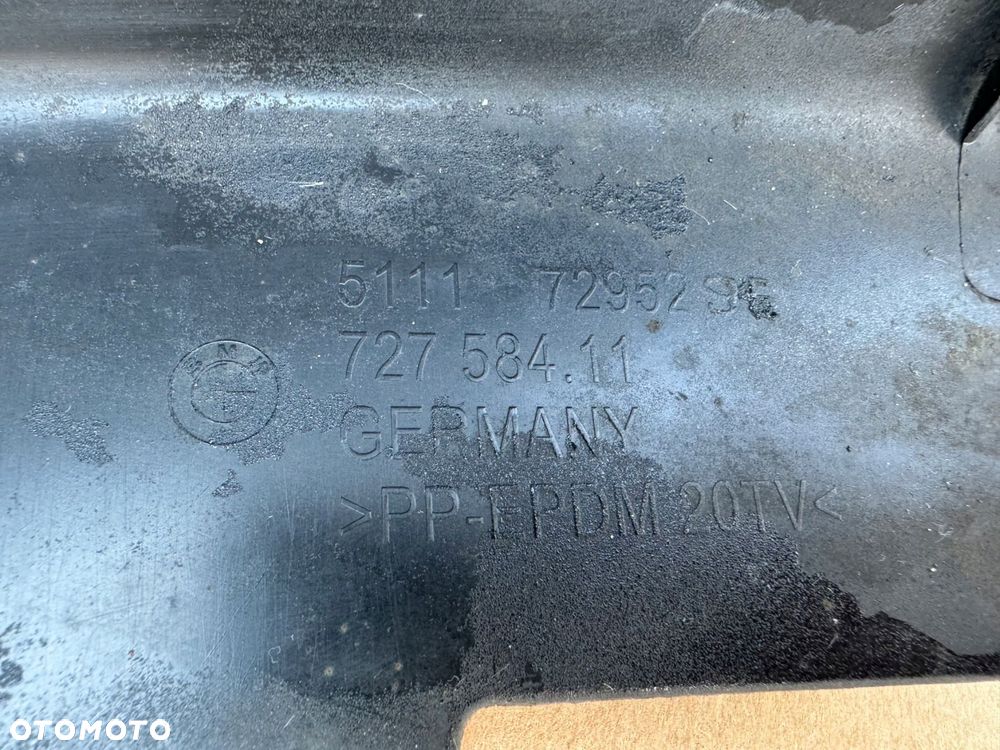 5111 72952
727 584.11
BMW
GERMANY
>PP-EPDM 20TV<
OTOMOTO